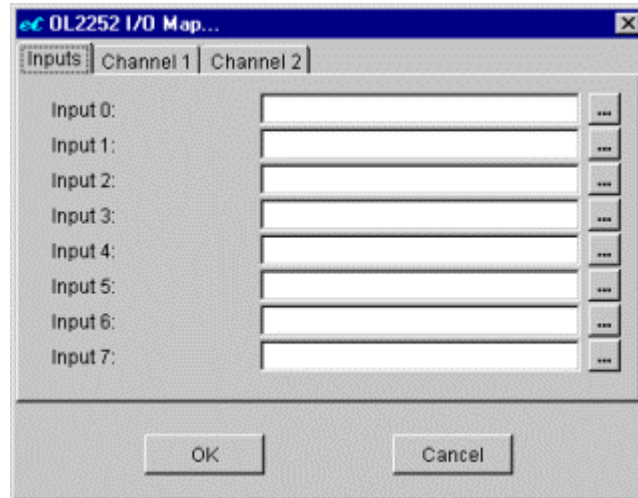 eC OL2252 I/O Map...
Inputs Channel 1 Channel 2
Input 0: ...
Input 1: ...
Input 2: ...
Input 3: ...
Input 4: ...
Input 5: ...
Input 6: ...
Input 7: ...
OK Cancel